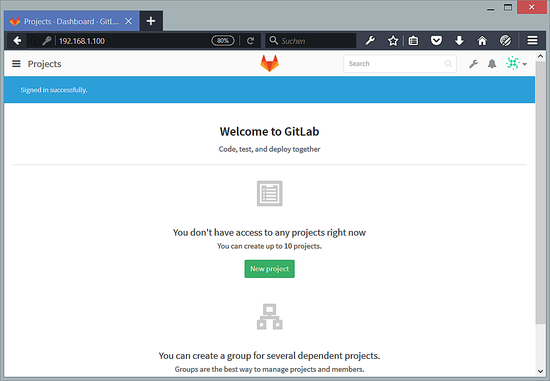 Projects - Dashboard - GitL...
192.168.1.100
80%
Suchen
Projects
Search
Signed in successfully.
Welcome to GitLab
Code, test, and deploy together
You don't have access to any projects right now
You can create up to 10 projects.
New project
You can create a group for several dependent projects.
Groups are the best way to manage projects and members.